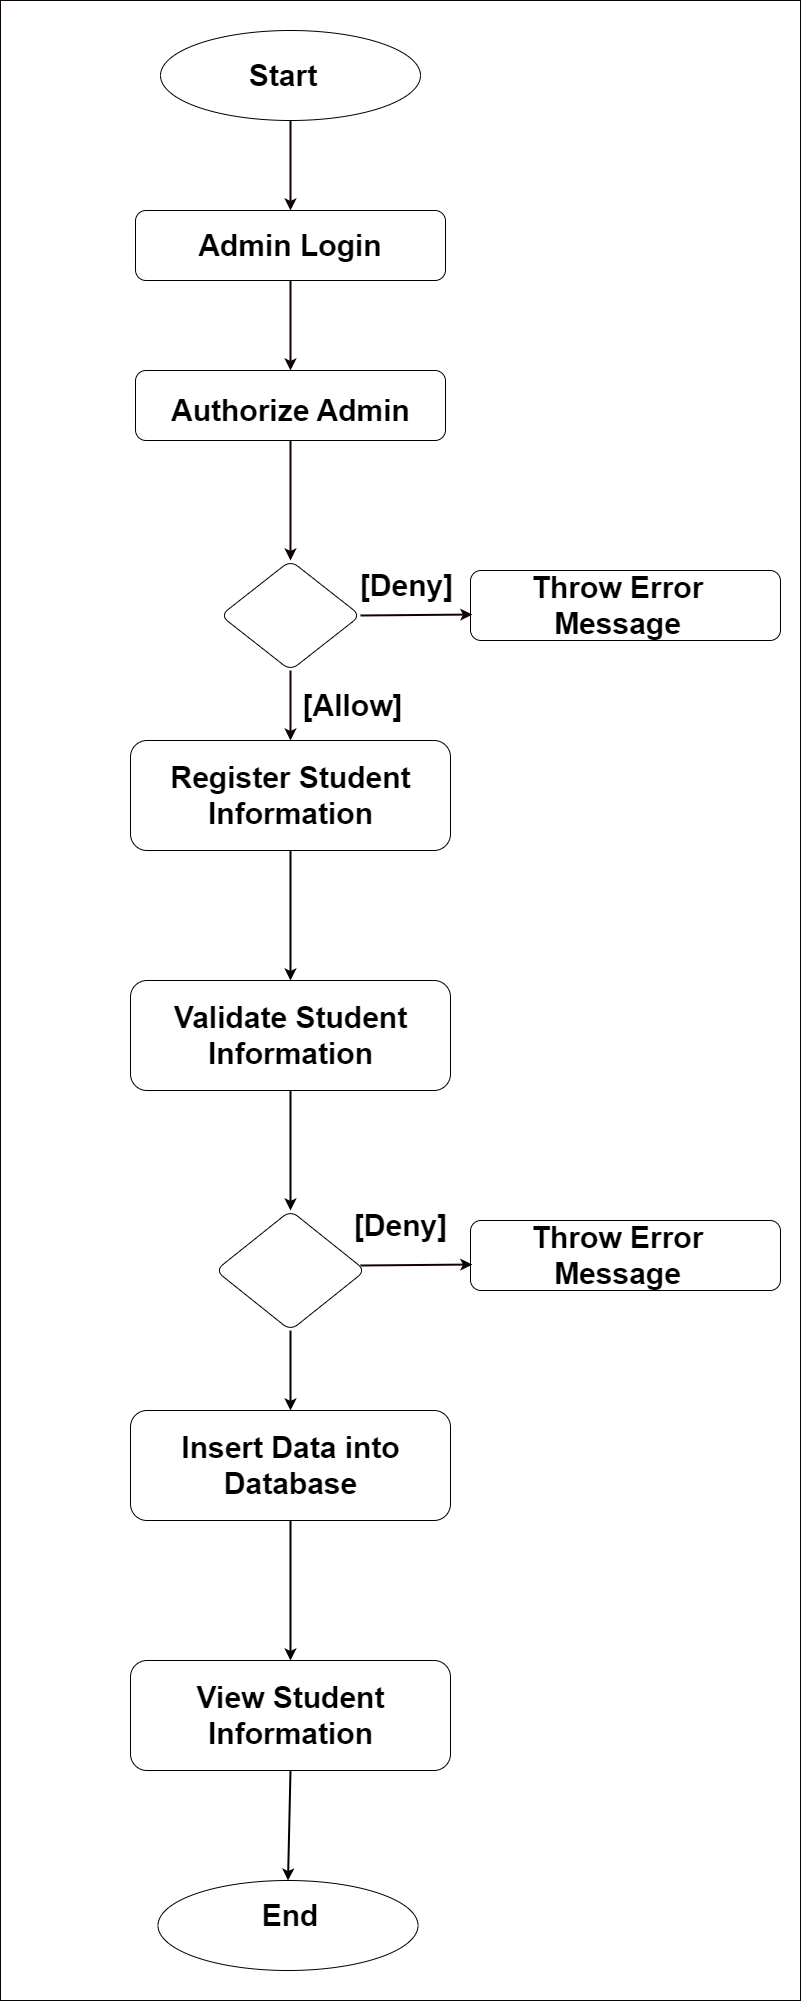 Start
Admin Login
Authorize Admin
[Deny]
Throw Error
Message
[Allow]
Register Student
Information
Validate Student
Information
[Deny]
Throw Error
Message
Insert Data into
Database
View Student
Information
End